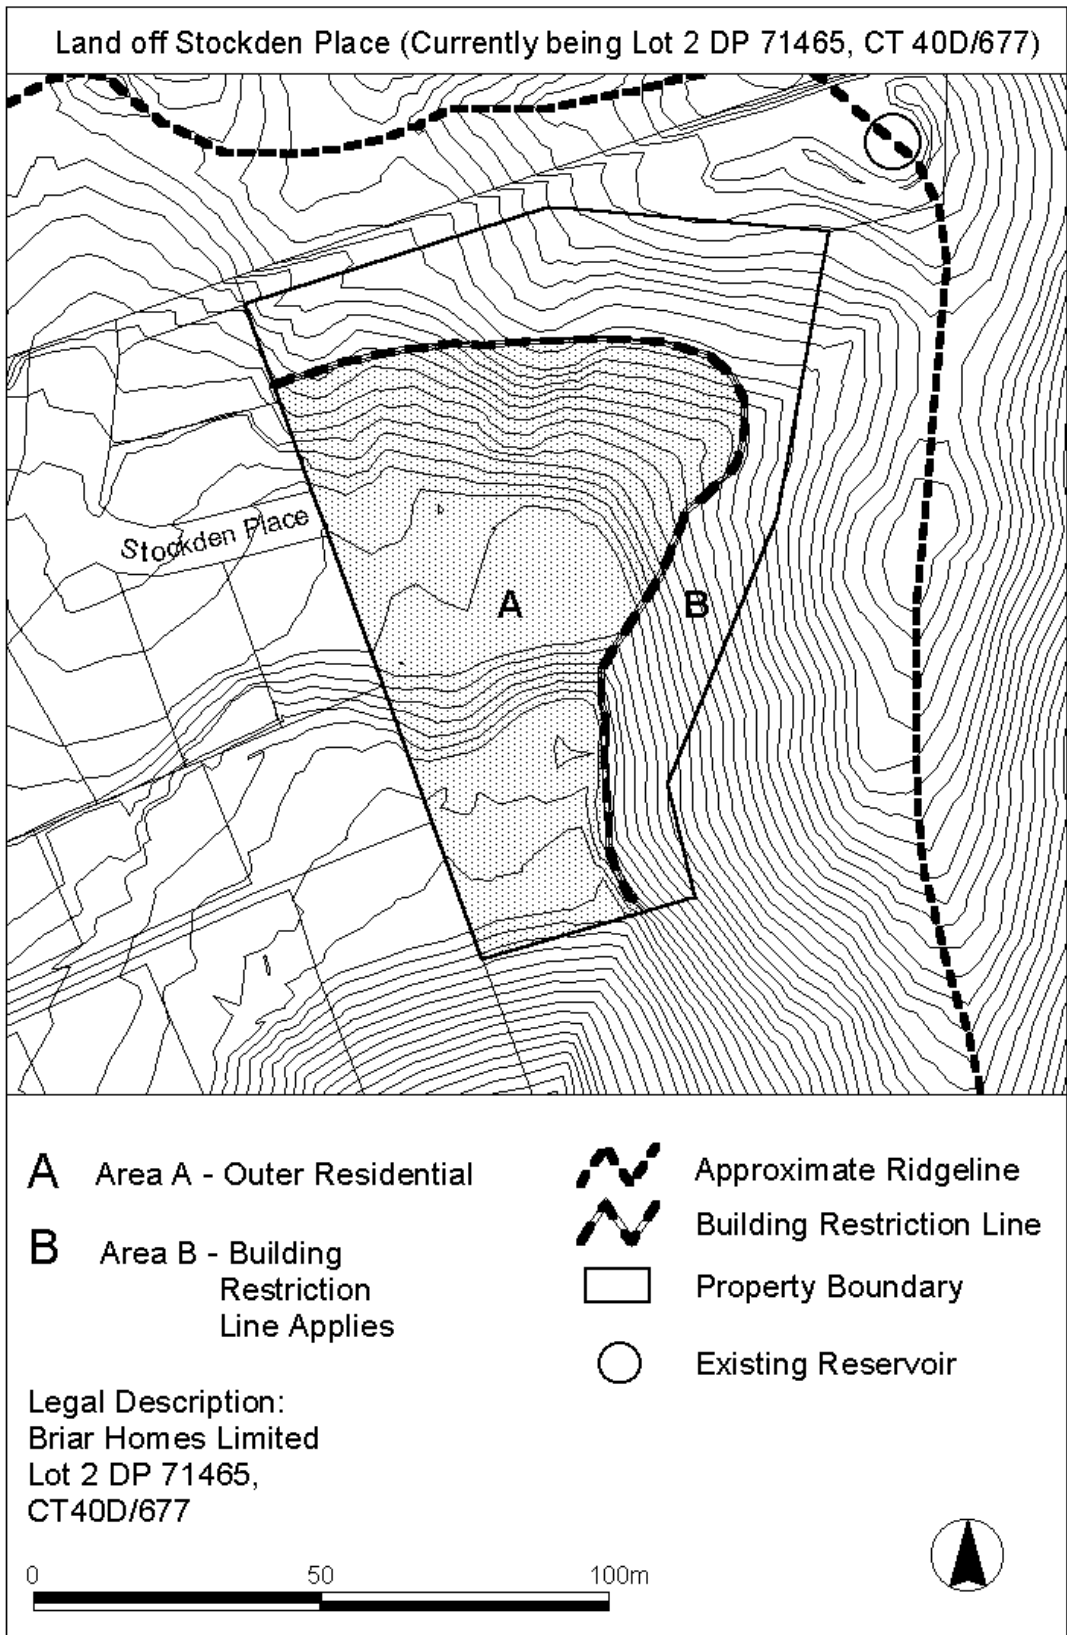 Land off Stockden Place (Currently being Lot 2 DP 71465, CT 40D/677)
Stockden Place
A
B
A Area A - Outer Residential
B Area B - Building
Restriction
Line Applies
Approximate Ridgeline
Building Restriction Line
Property Boundary
Existing Reservoir
Legal Description:
Briar Homes Limited
Lot 2 DP 71465,
CT40D/677
0 50 100m